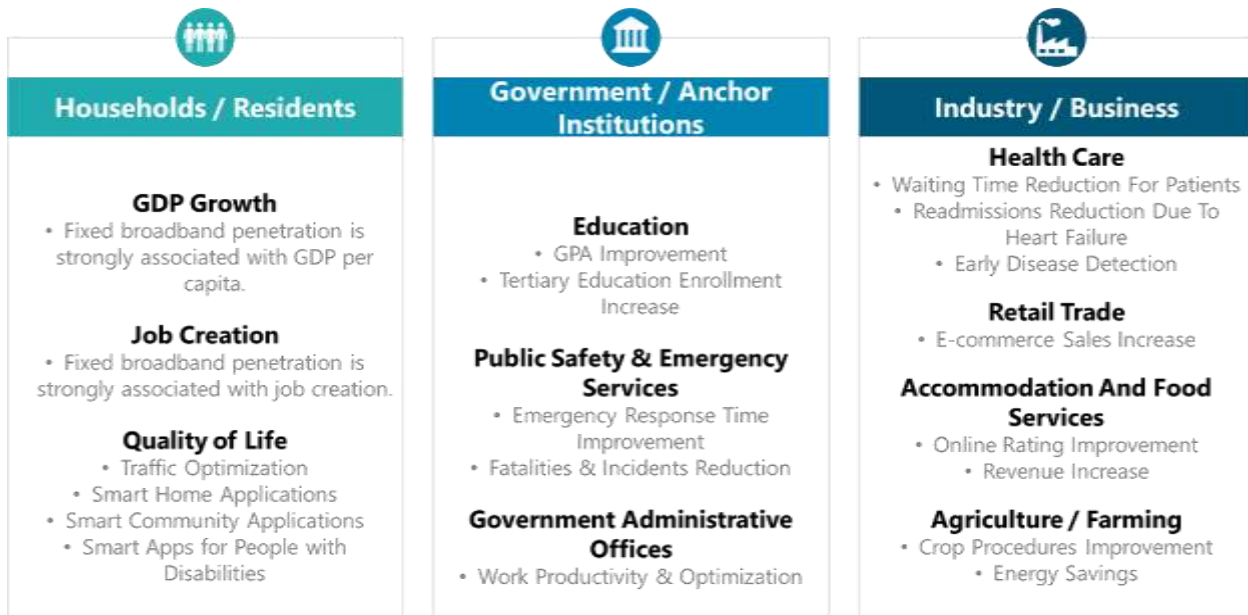 Households / Residents
GDP Growth
• Fixed broadband penetration is
strongly associated with GDP per
capita.
Job Creation
• Fixed broadband penetration is
strongly associated with job creation.
Quality of Life
• Traffic Optimization
• Smart Home Applications
• Smart Community Applications
• Smart Apps for People with
Disabilities
Government / Anchor
Institutions
Education
• GPA Improvement
• Tertiary Education Enrollment
Increase
Public Safety & Emergency
Services
• Emergency Response Time
Improvement
• Fatalities & Incidents Reduction
Government Administrative
Offices
• Work Productivity & Optimization
Industry / Business
Health Care
• Waiting Time Reduction For Patients
• Readmissions Reduction Due To
Heart Failure
• Early Disease Detection
Retail Trade
• E-commerce Sales Increase
Accommodation And Food
Services
• Online Rating Improvement
• Revenue Increase
Agriculture / Farming
• Crop Procedures Improvement
• Energy Savings